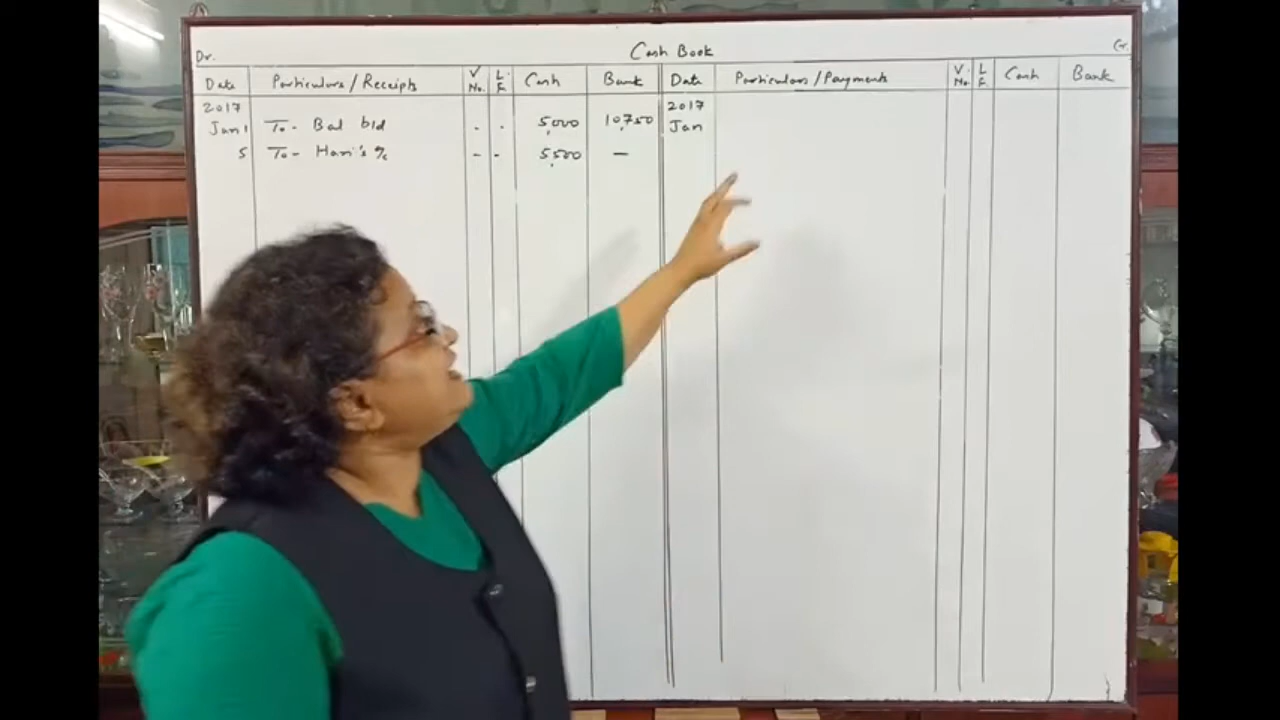 Cash Book
Dr. Cr.
Date Particulars/Receipts V. No. L. F. Cash Bank Date Particulars/Payments V. No. L F. Cash Bank
2017 2017
Jan 1 To- Bal b/d - - 5,000 10,750 Jan
5 To- Hari's a/c - - 5,500 -